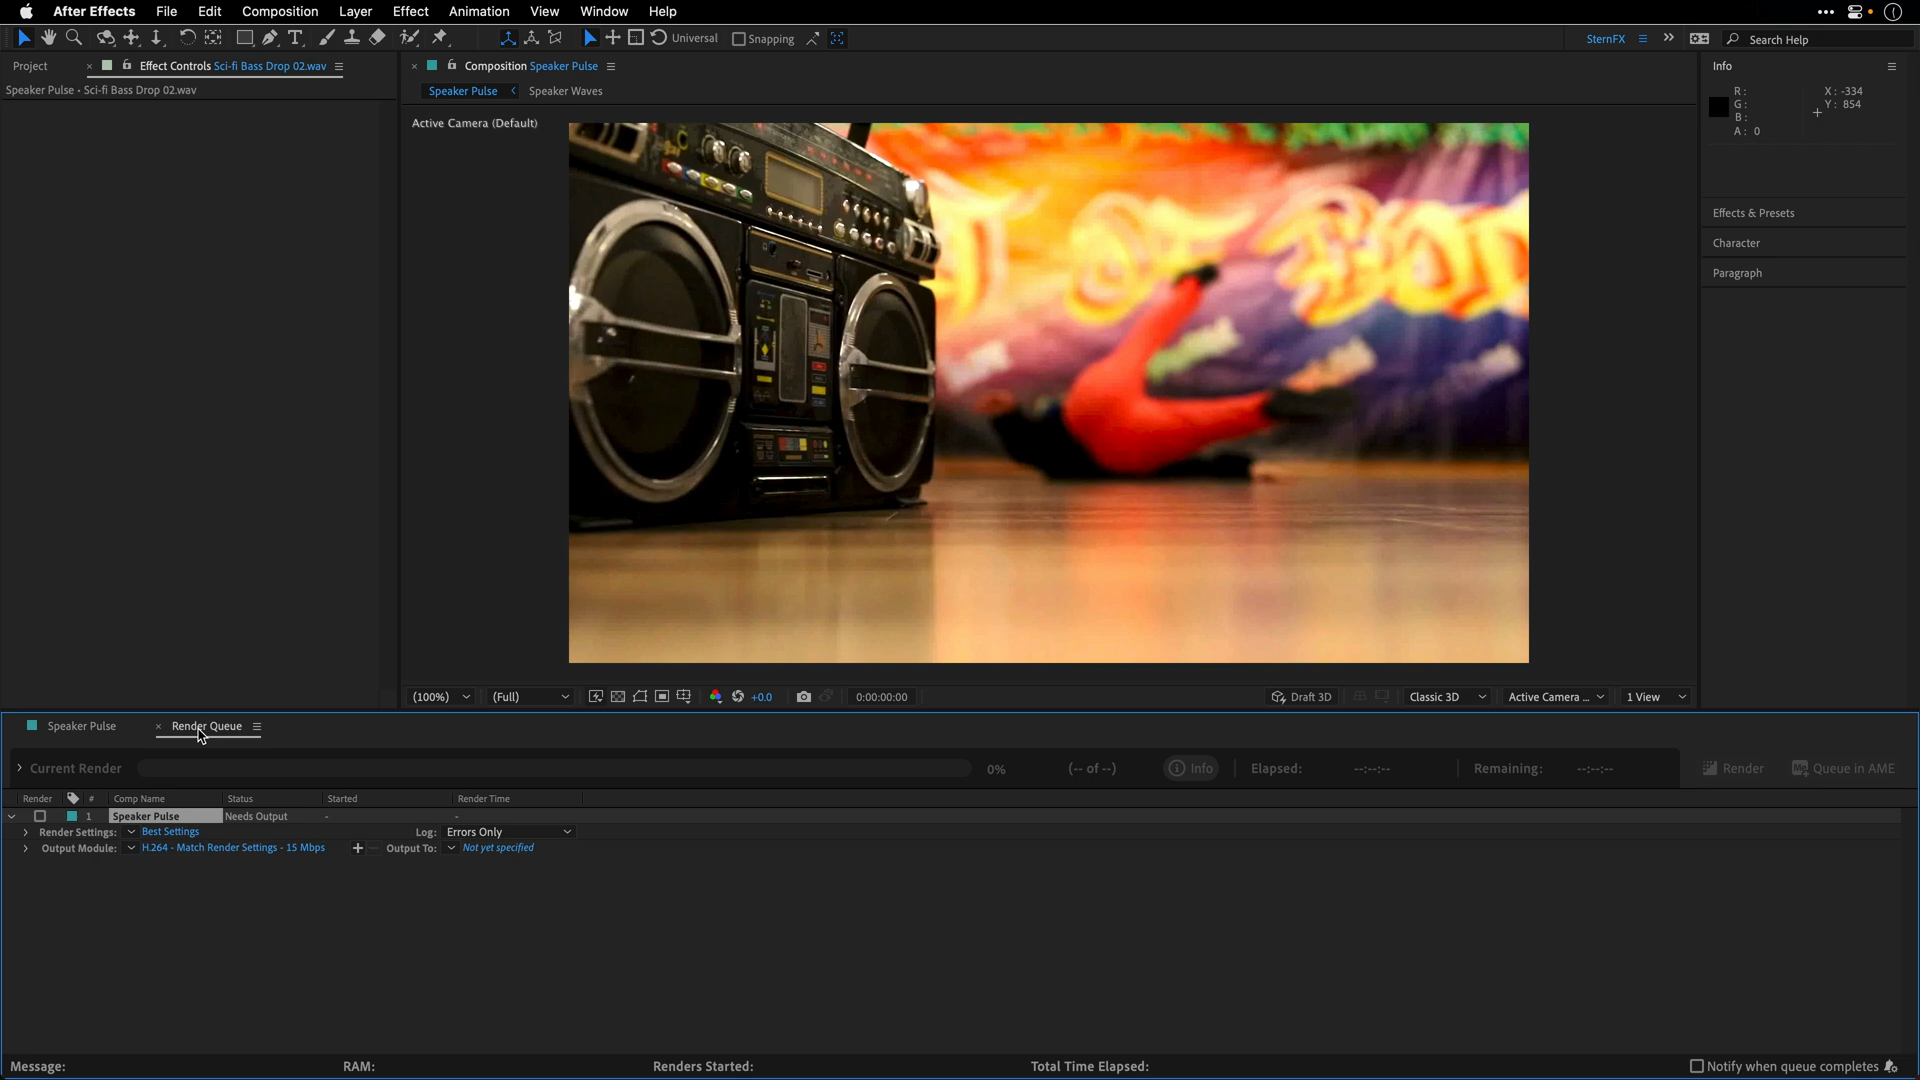 After Effects File Edit Composition Layer Effect Animation View Window Help
Universal Snapping SternFX Search Help
Project Effect Controls Sci-fi Bass Drop 02.wav Composition Speaker Pulse Info
Speaker Pulse • Sci-fi Bass Drop 02.wav Speaker Pulse Speaker Waves
R: X: -334
G: Y: 854
B:
A: 0
Active Camera (Default)
Effects & Presets
Character
Paragraph
(100%) (Full) +0.0 0:00:00:00 Draft 3D Classic 3D Active Camera ... 1 View
Speaker Pulse Render Queue
Current Render 0% (-- of --) Info Elapsed: --:--:-- Remaining: --:--:-- Render Queue in AME
Render # Comp Name Status Started Render Time
1 Speaker Pulse Needs Output - -
Render Settings: Best Settings Log: Errors Only
Output Module: H.264 - Match Render Settings - 15 Mbps Output To: Not yet specified
Message: RAM: Renders Started: Total Time Elapsed: Notify when queue completes